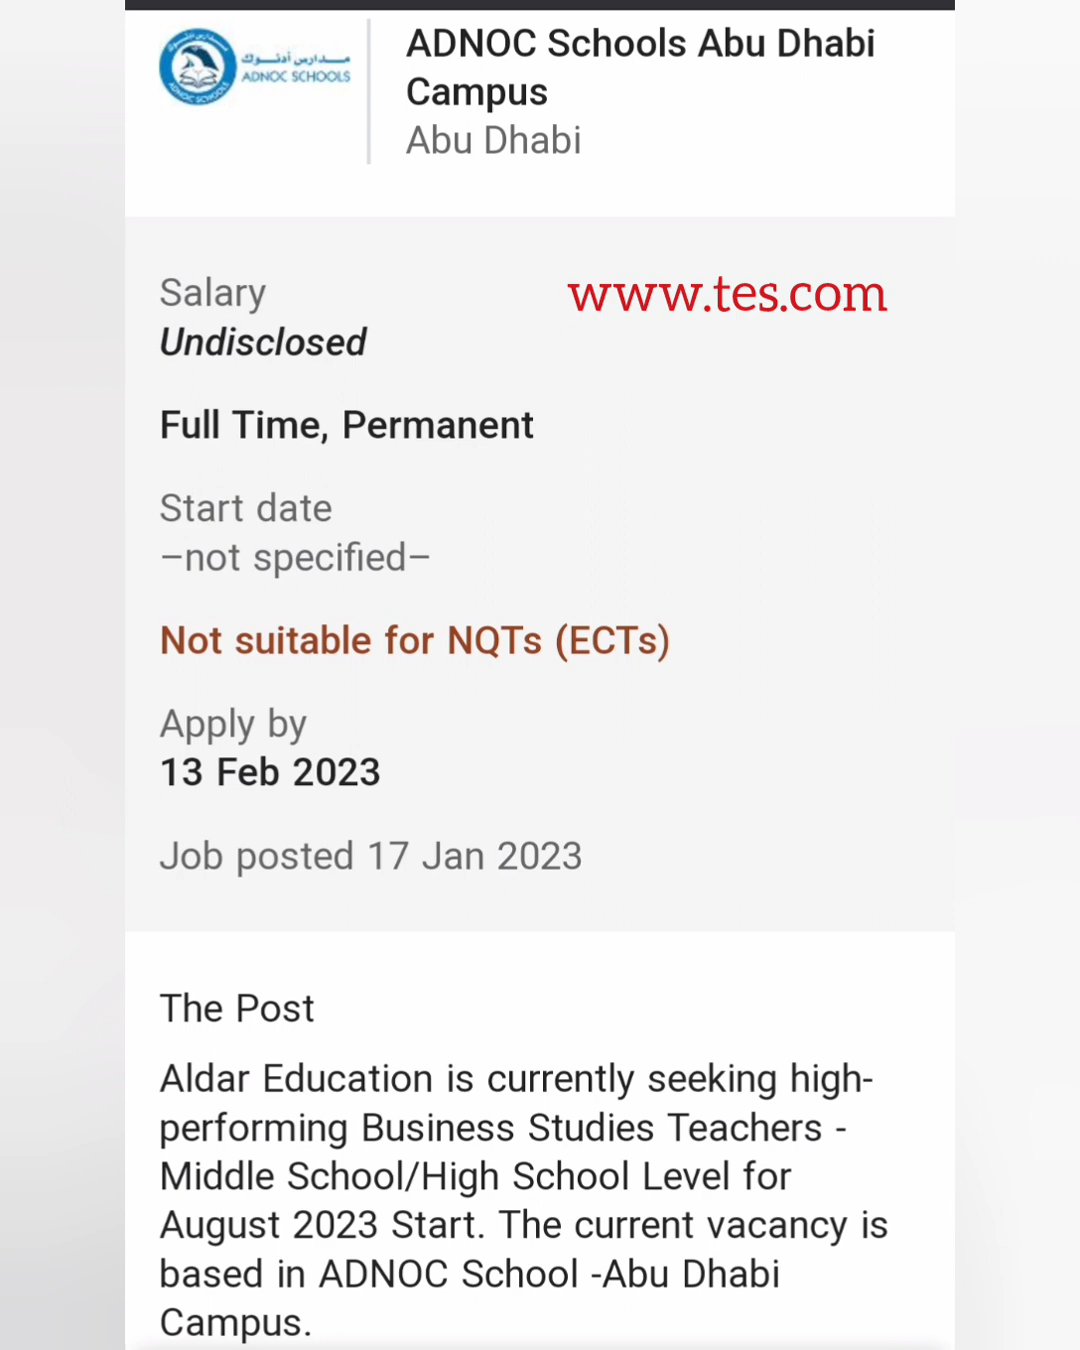 مدارس أدنوك
ADNOC SCHOOLS
ADNOC SCHOOLS
ADNOC Schools Abu Dhabi
Campus
Abu Dhabi
Salary
www.tes.com
Undisclosed
Full Time, Permanent
Start date
–not specified–
Not suitable for NQTs (ECTs)
Apply by
13 Feb 2023
Job posted 17 Jan 2023
The Post
Aldar Education is currently seeking high-
performing Business Studies Teachers -
Middle School/High School Level for
August 2023 Start. The current vacancy is
based in ADNOC School -Abu Dhabi
Campus.